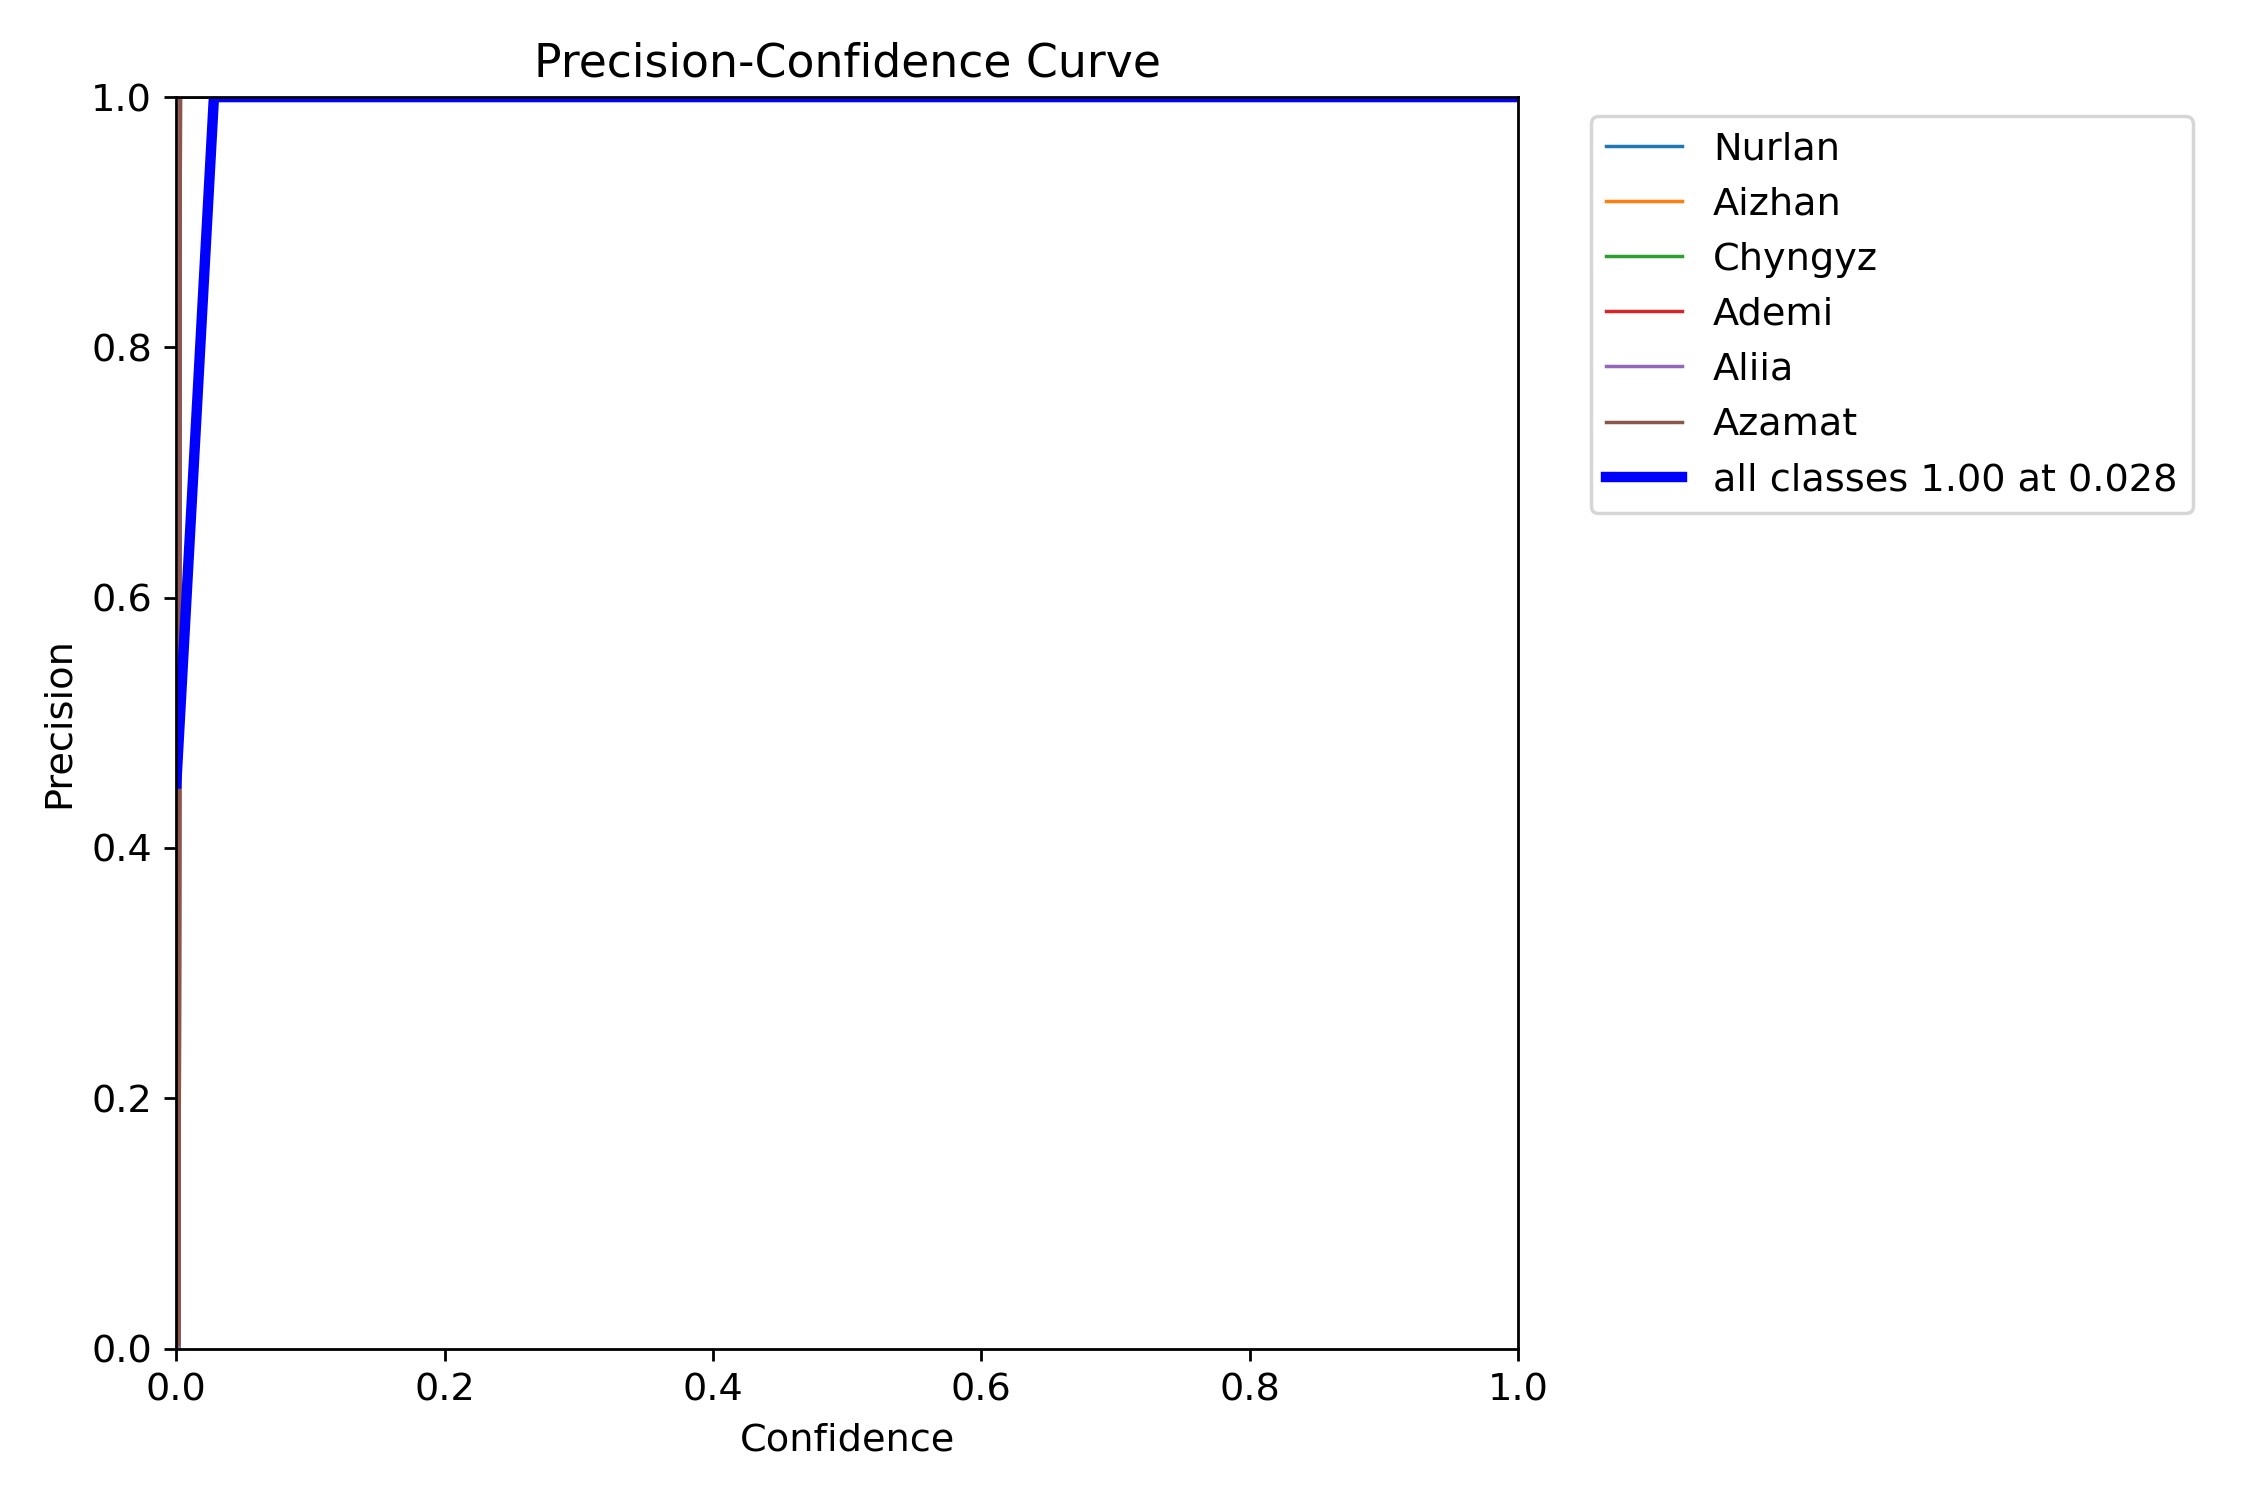 Precision-Confidence Curve
1.0
0.8
0.6
0.4
0.2
0.0
Precision
0.0 0.2 0.4 0.6 0.8 1.0
Confidence
Nurlan
Aizhan
Chyngyz
Ademi
Aliia
Azamat
all classes 1.00 at 0.028